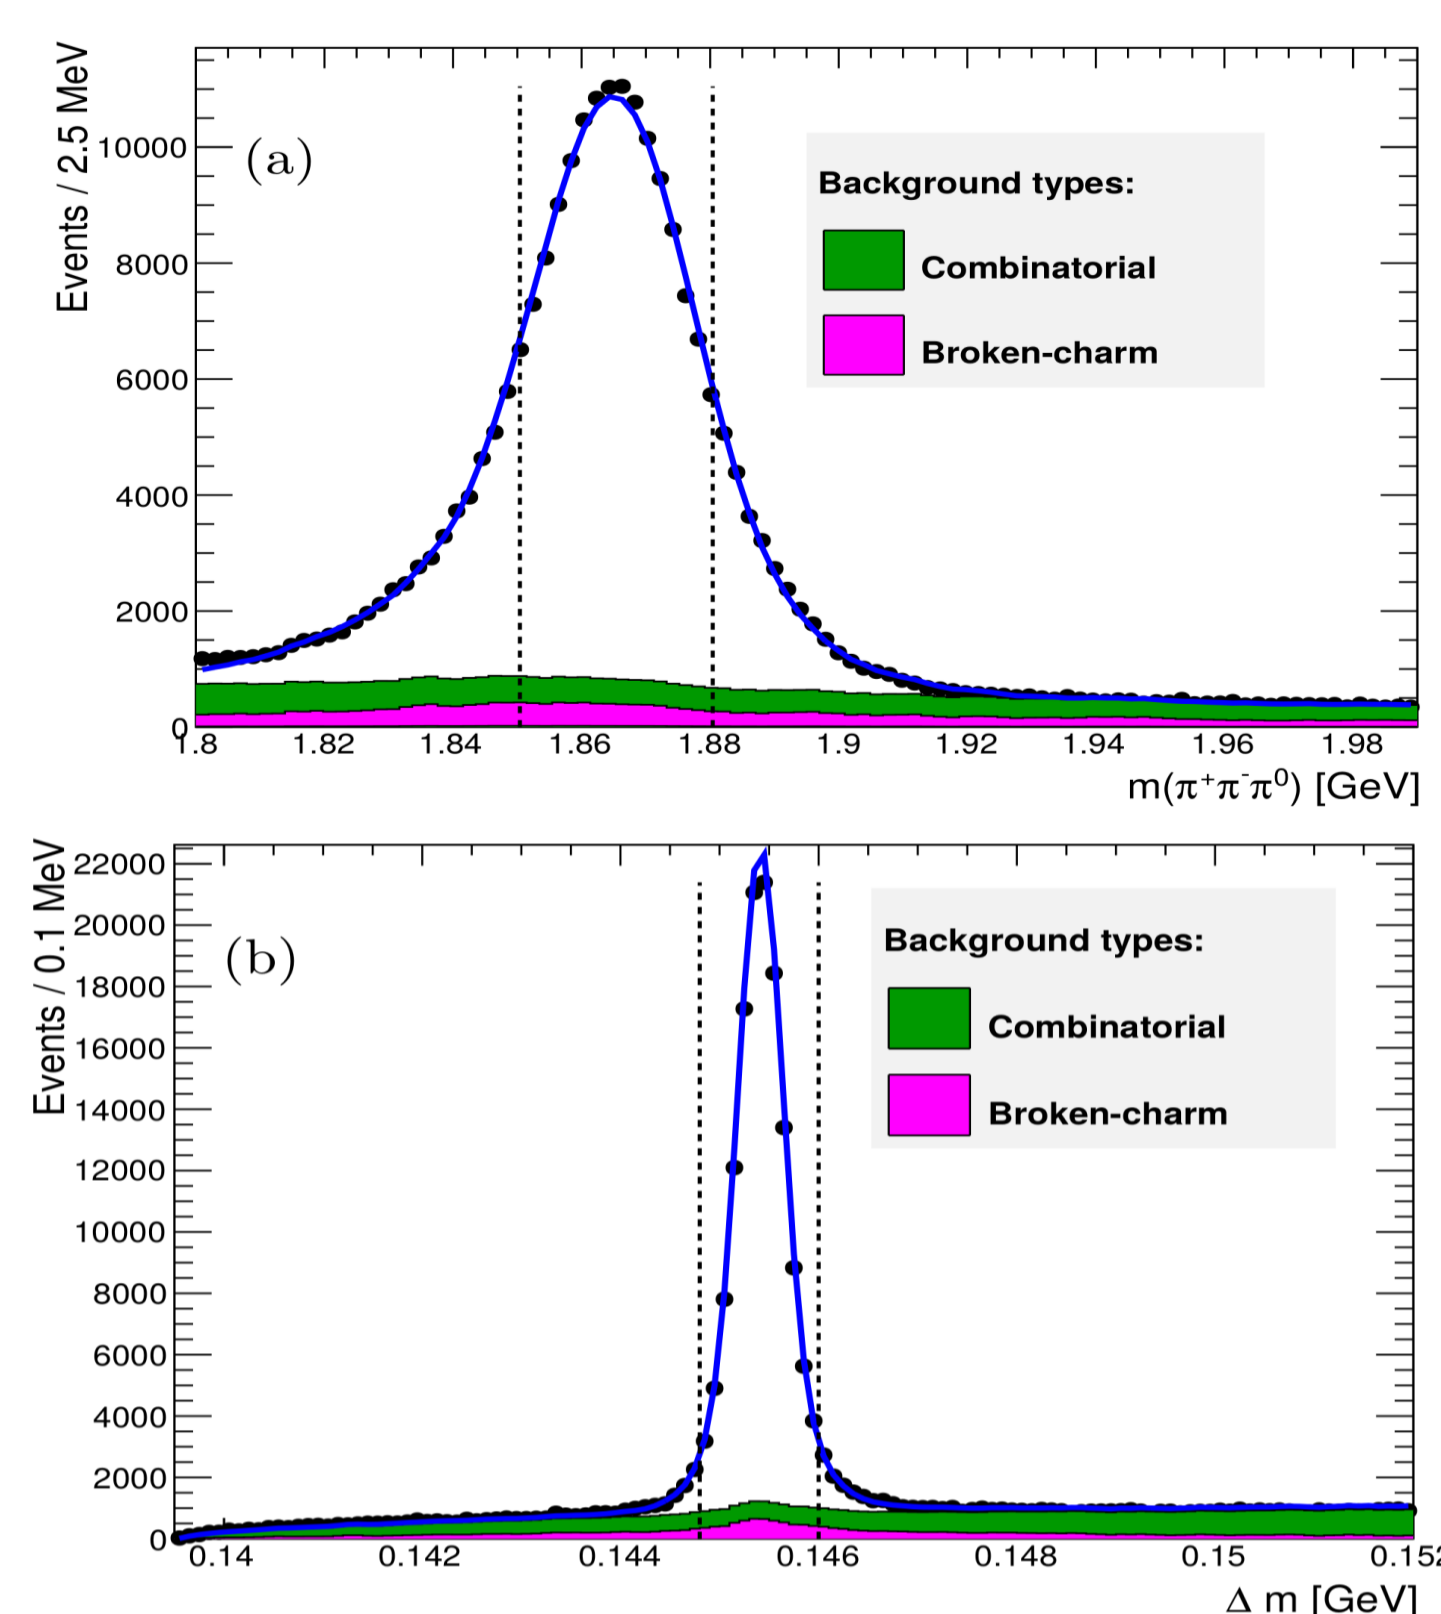 Events / 2.5 MeV
(a)
10000
8000
6000
4000
2000
0
Background types:
Combinatorial
Broken-charm
1.8 1.82 1.84 1.86 1.88 1.9 1.92 1.94 1.96 1.98
m(π⁺π⁻π⁰) [GeV]
Events / 0.1 MeV
(b)
22000
20000
18000
16000
14000
12000
10000
8000
6000
4000
2000
0
Background types:
Combinatorial
Broken-charm
0.14 0.142 0.144 0.146 0.148 0.15 0.152
Δ m [GeV]